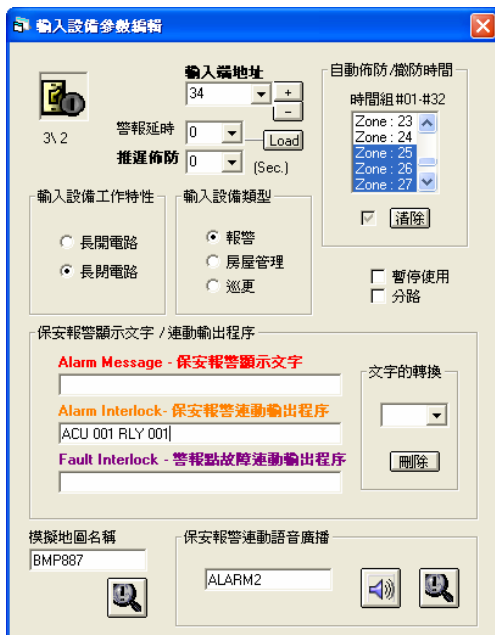 輸入設備參數編輯
輸入端地址
34
+
-
3\ 2
警報延時
0
Load
推遲佈防
0
(Sec.)
自動佈防/撤防時間
時間組#01-#32
Zone : 23
Zone : 24
Zone : 25
Zone : 26
Zone : 27
清除
輸入設備工作特性
長開電路
長閉電路
輸入設備類型
報警
房屋管理
巡更
暫停使用
分路
保安報警顯示文字 / 連動輸出程序
Alarm Message - 保安報警顯示文字
Alarm Interlock- 保安報警連動輸出程序
ACU 001 RLY 001
Fault Interlock - 警報點故障連動輸出程序
文字的轉換
刪除
模擬地圖名稱
BMP887
保安報警連動語音廣播
ALARM2